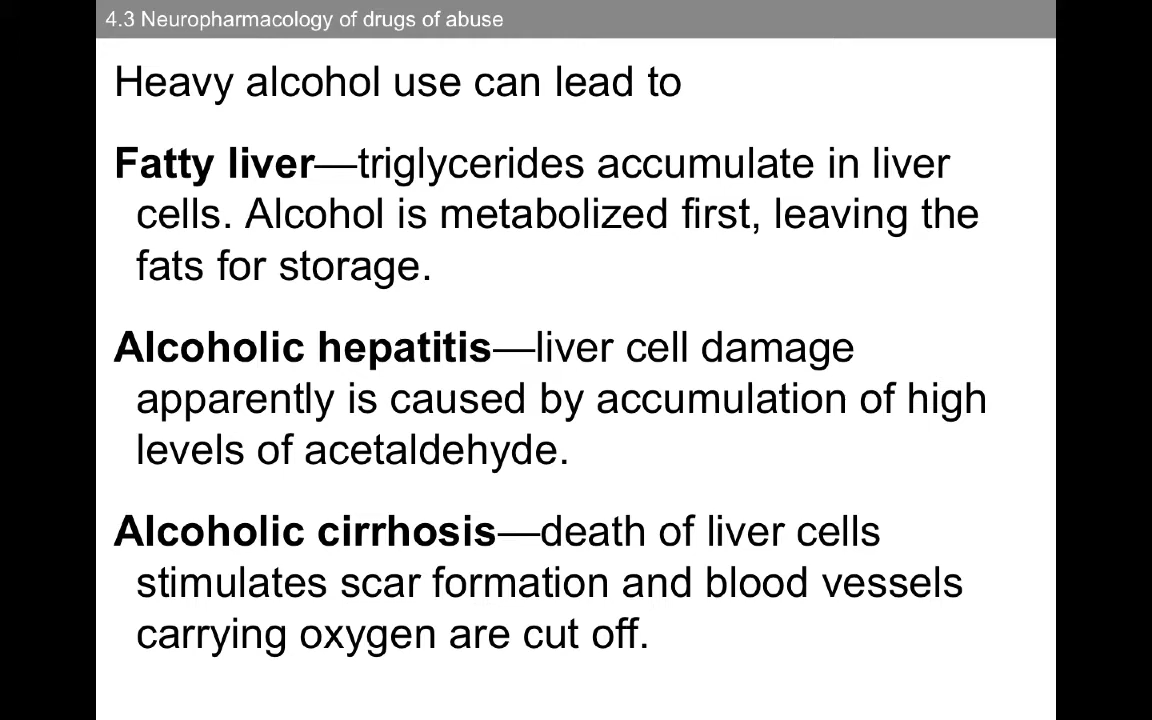 4.3 Neuropharmacology of drugs of abuse
Heavy alcohol use can lead to
Fatty liver—triglycerides accumulate in liver
cells. Alcohol is metabolized first, leaving the
fats for storage.
Alcoholic hepatitis—liver cell damage
apparently is caused by accumulation of high
levels of acetaldehyde.
Alcoholic cirrhosis—death of liver cells
stimulates scar formation and blood vessels
carrying oxygen are cut off.